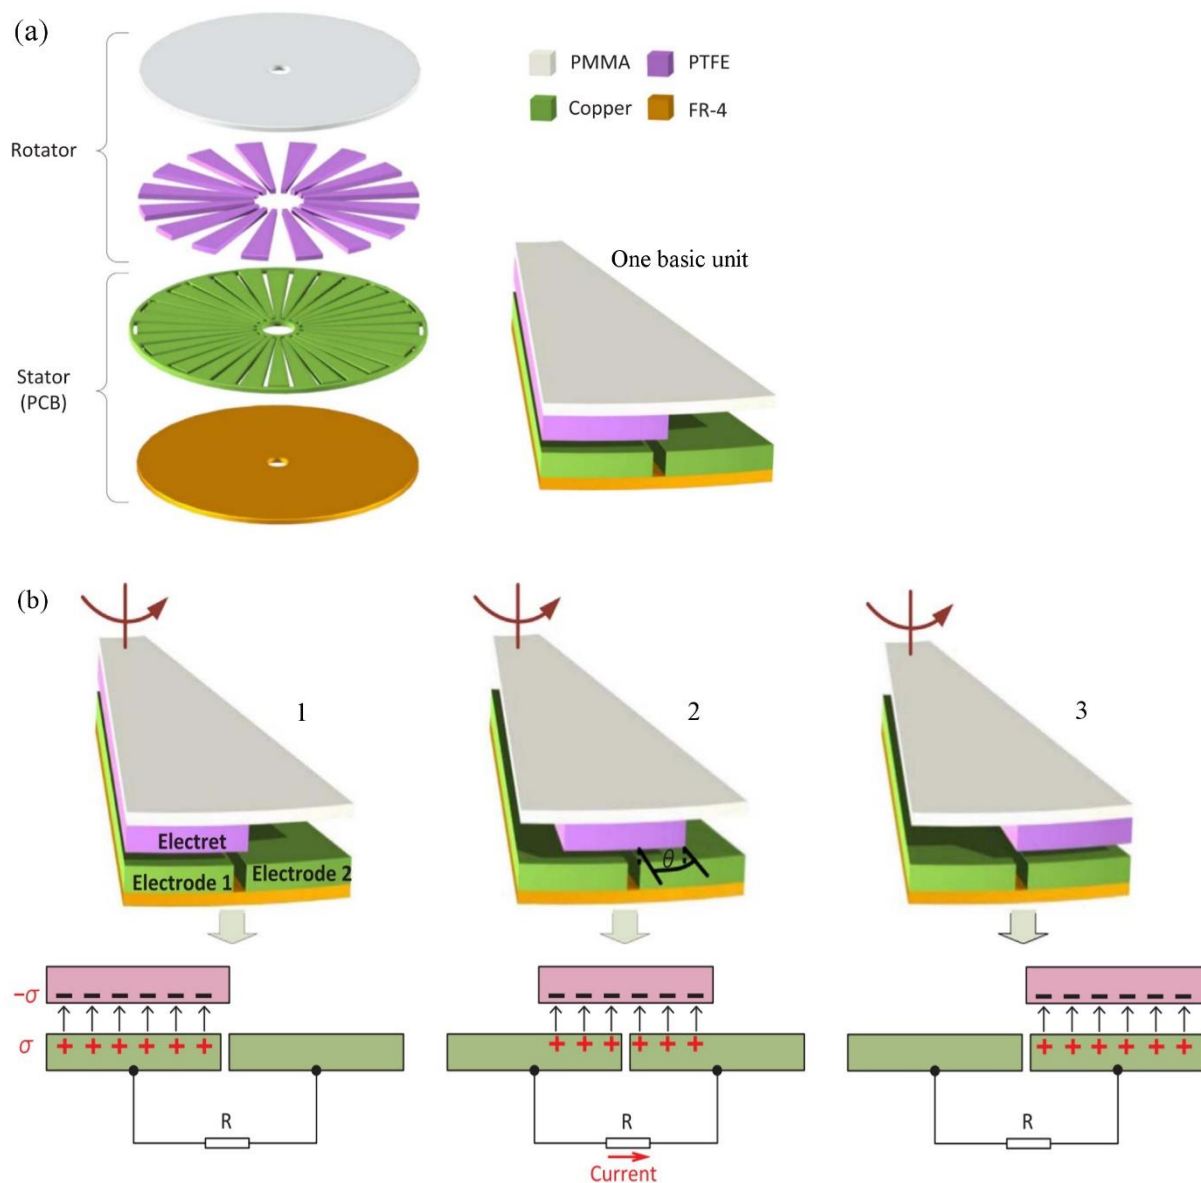 (a)
PMMA
PTFE
Copper
FR-4
Rotator
One basic unit
Stator
(PCB)
(b)
1
2
3
Electret
Electrode 1
Electrode 2
θ
−σ
σ
R
R
R
Current